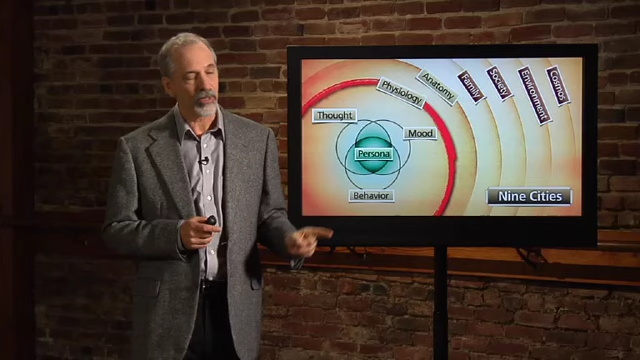 Physiology
Anatomy
Family
Society
Environment
Cosmos
Thought
Mood
Persona
Behavior
Nine Cities